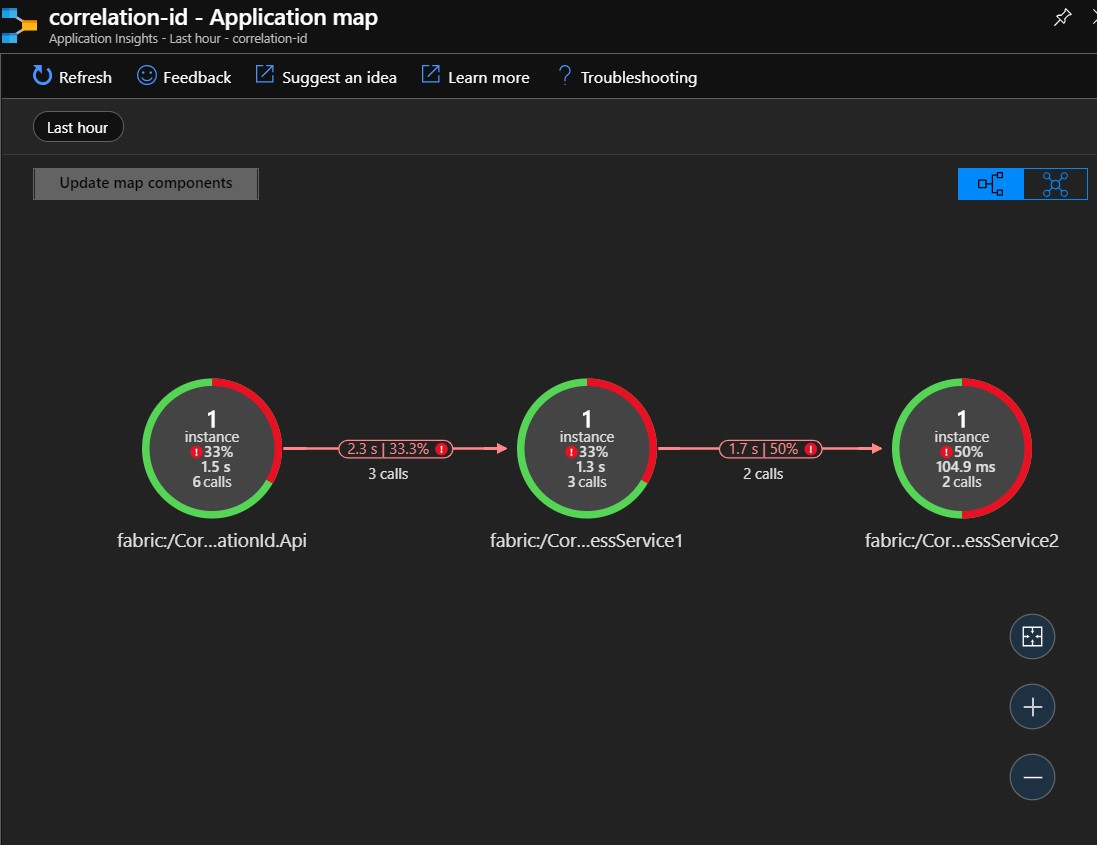 correlation-id - Application map
Application Insights - Last hour - correlation-id
Refresh Feedback Suggest an idea Learn more ? Troubleshooting
Last hour
Update map components
1
instance
! 33%
1.5 s
6 calls
fabric:/Cor...ationId.Api
2.3 s | 33.3% !
3 calls
1
instance
! 33%
1.3 s
3 calls
fabric:/Cor...essService1
1.7 s | 50% !
2 calls
1
instance
! 50%
104.9 ms
2 calls
fabric:/Cor...essService2